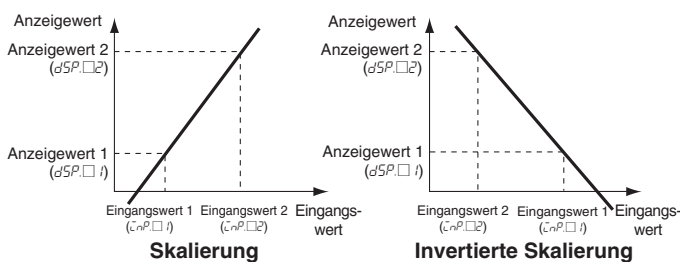 Anzeigewert
Anzeigewert 2
(dSP.□2)
Anzeigewert 1
(dSP.□1)
Eingangswert 1
(inP.□1)
Eingangswert 2
(inP.□2)
Eingangs-
wert
Skalierung
Anzeigewert
Anzeigewert 2
(dSP.□2)
Anzeigewert 1
(dSP.□1)
Eingangswert 2
(inP.□2)
Eingangswert 1
(inP.□1)
Eingangs-
wert
Invertierte Skalierung